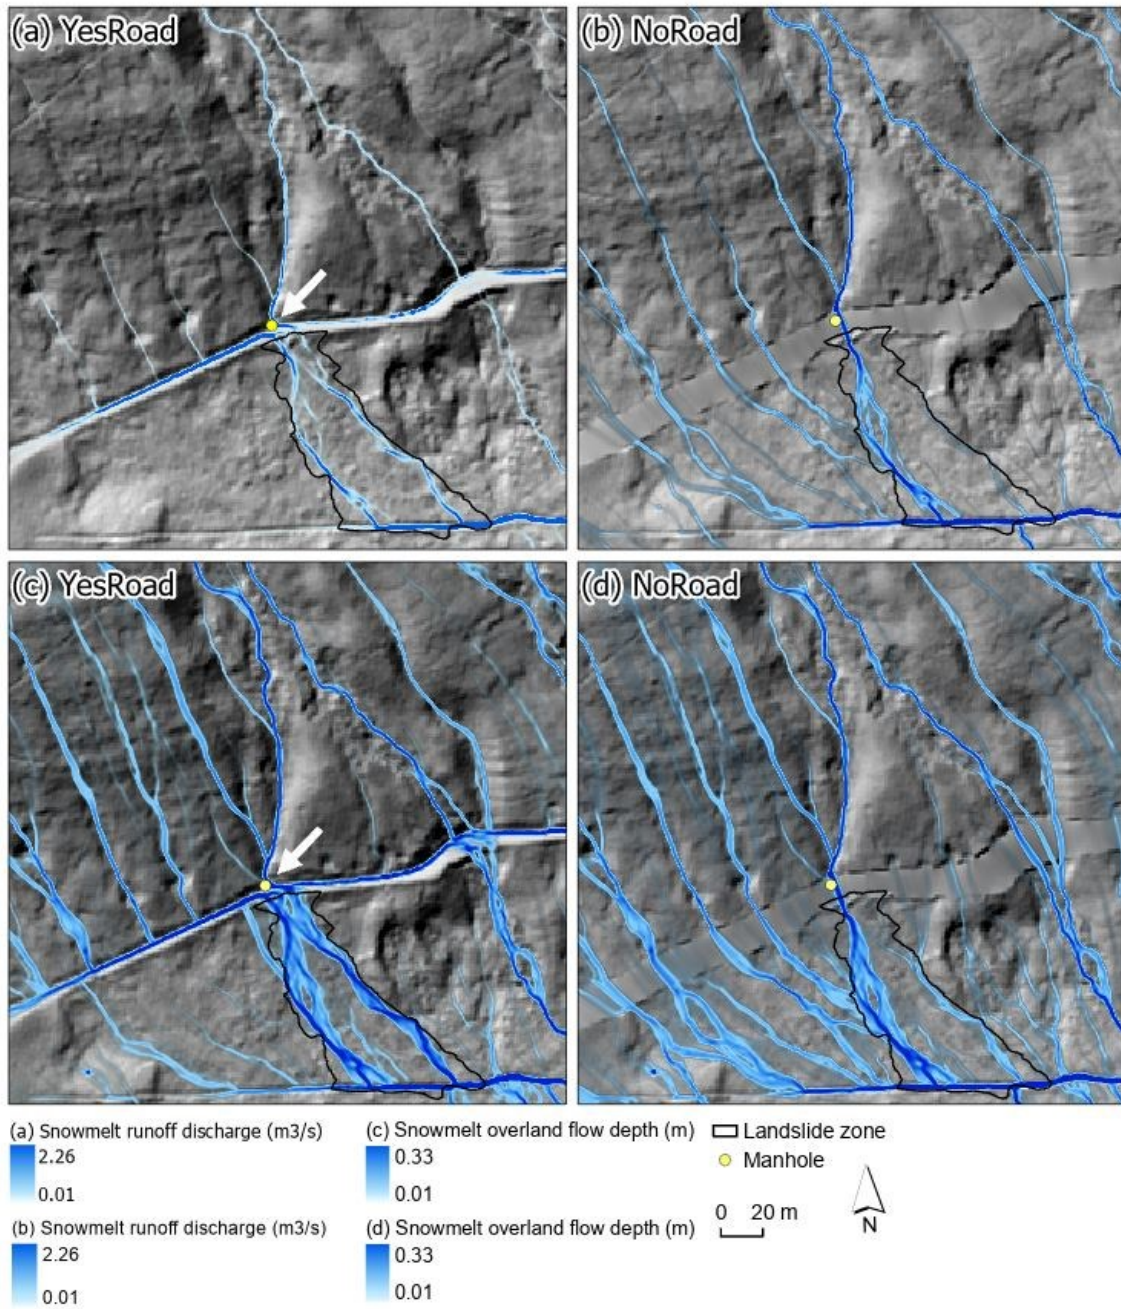 (a) YesRoad
(b) NoRoad
(c) YesRoad
(d) NoRoad
(a) Snowmelt runoff discharge (m3/s)
2.26
0.01
(c) Snowmelt overland flow depth (m)
0.33
0.01
Landslide zone
Manhole
0 20 m
N
(b) Snowmelt runoff discharge (m3/s)
2.26
0.01
(d) Snowmelt overland flow depth (m)
0.33
0.01